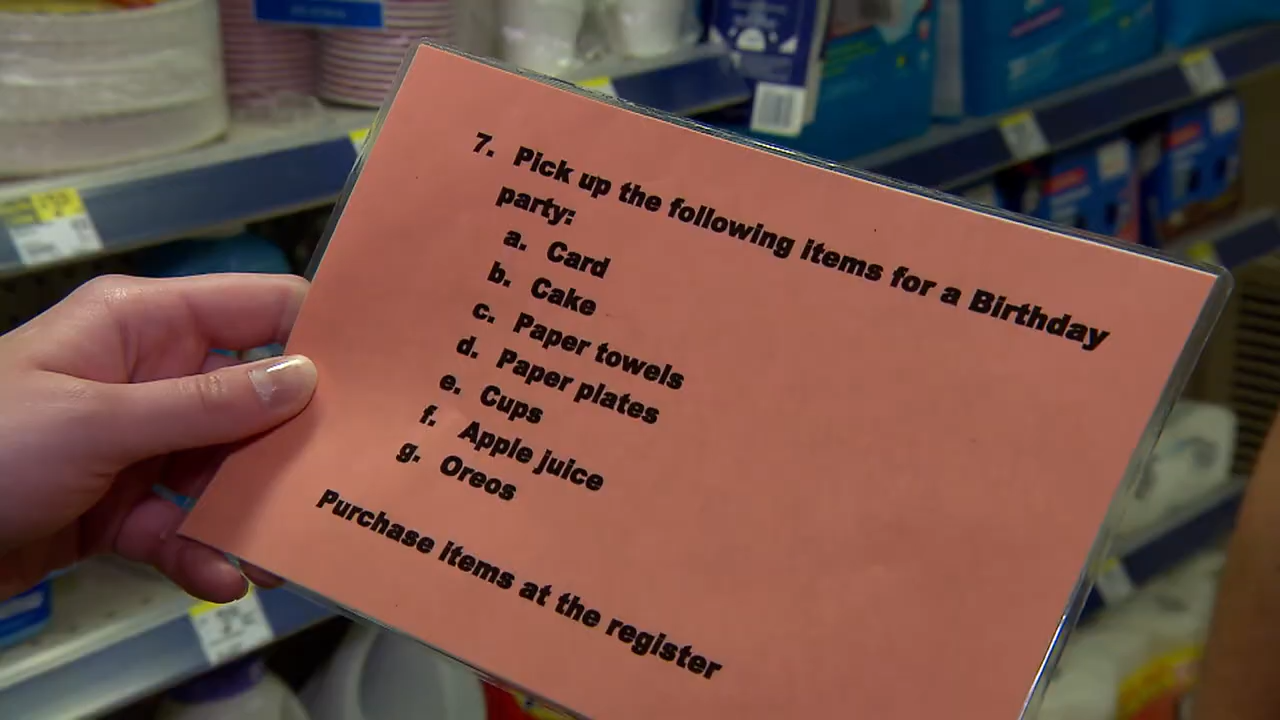 7. Pick up the following items for a Birthday
party:
a. Card
b. Cake
c. Paper towels
d. Paper plates
e. Cups
f. Apple juice
g. Oreos
Purchase items at the register